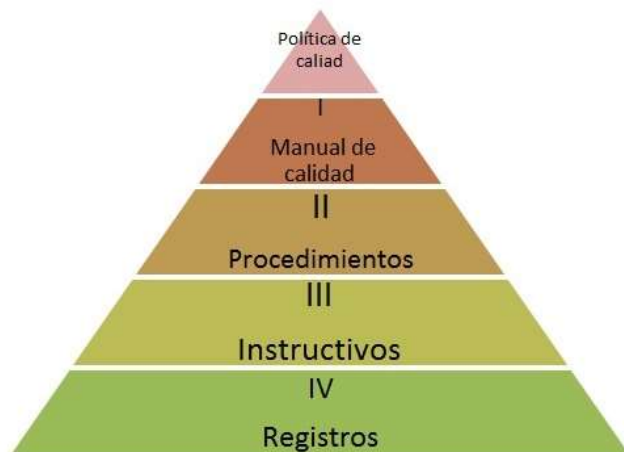 Política de
caliad
I
Manual de
calidad
II
Procedimientos
III
Instructivos
IV
Registros